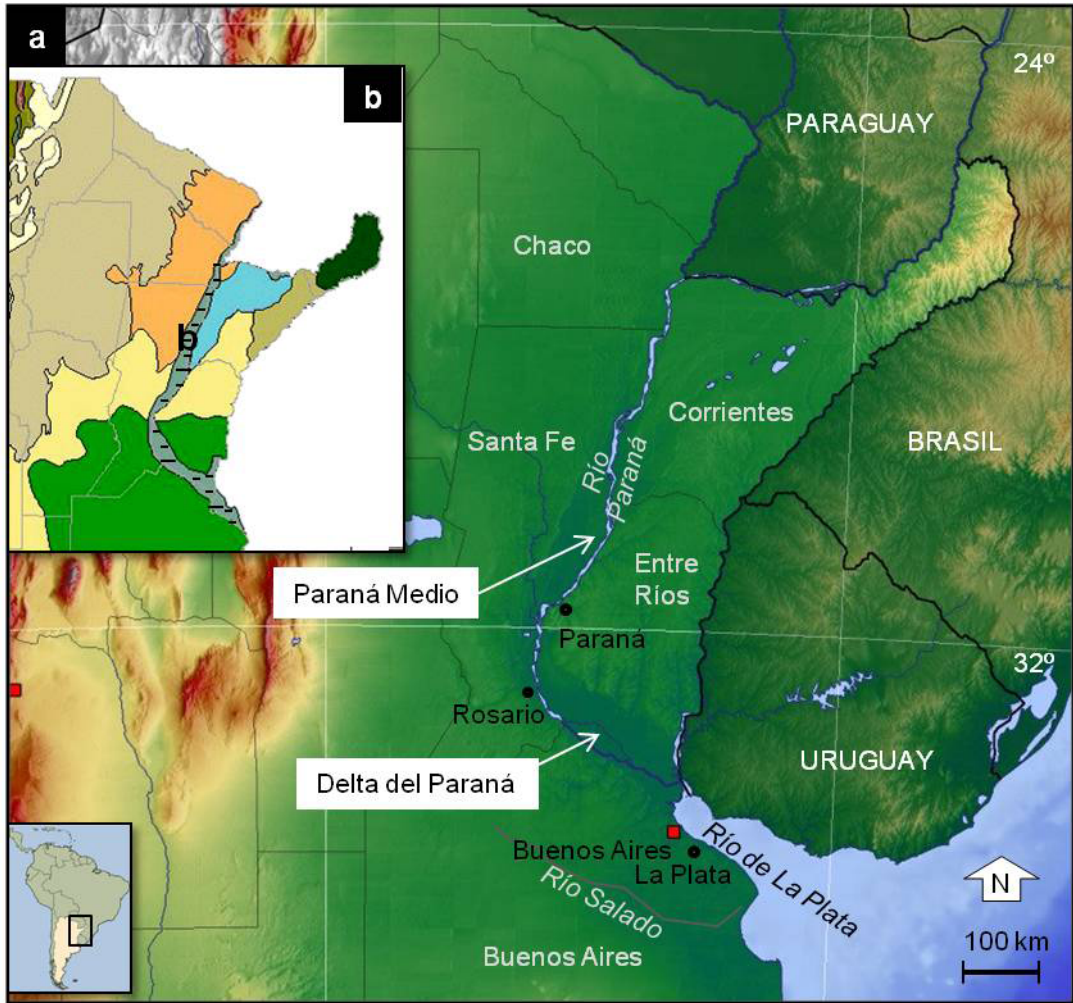 a
b
b
24º
PARAGUAY
Chaco
Corrientes
Santa Fe
Río
Paraná
BRASIL
Paraná Medio
Entre
Ríos
Paraná
32º
Rosario
Delta del Paraná
URUGUAY
Buenos Aires
La Plata
Río de La Plata
Río Salado
Buenos Aires
N
100 km